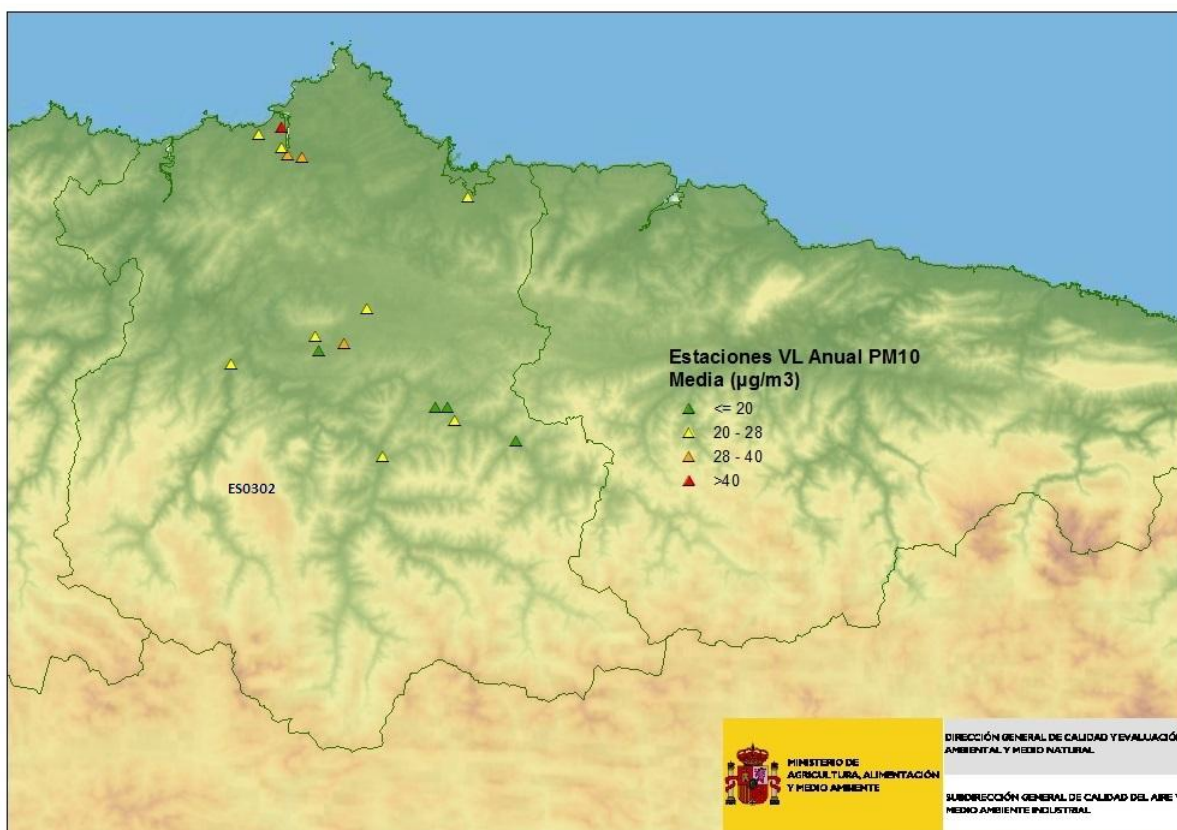 Estaciones VL Anual PM10
Media (µg/m3)
<= 20
20 - 28
28 - 40
>40
ES0302
MINISTERIO DE
AGRICULTURA, ALIMENTACIÓN
Y MEDIO AMBIENTE
DIRECCIÓN GENERAL DE CALIDAD Y EVALUACIÓ
AMBIENTAL Y MEDIO NATURAL
SUBDIRECCIÓN GENERAL DE CALIDAD DEL AIRE Y
MEDIO AMBIENTE INDUSTRIAL